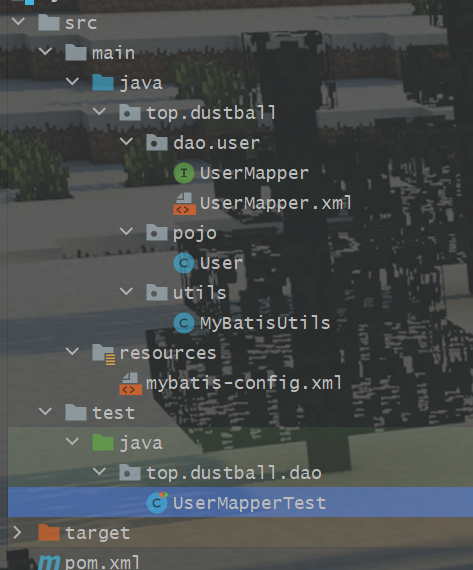 src
main
java
top.dustball
dao.user
UserMapper
UserMapper.xml
pojo
User
utils
MyBatisUtils
resources
mybatis-config.xml
test
java
top.dustball.dao
UserMapperTest
target
pom.xml